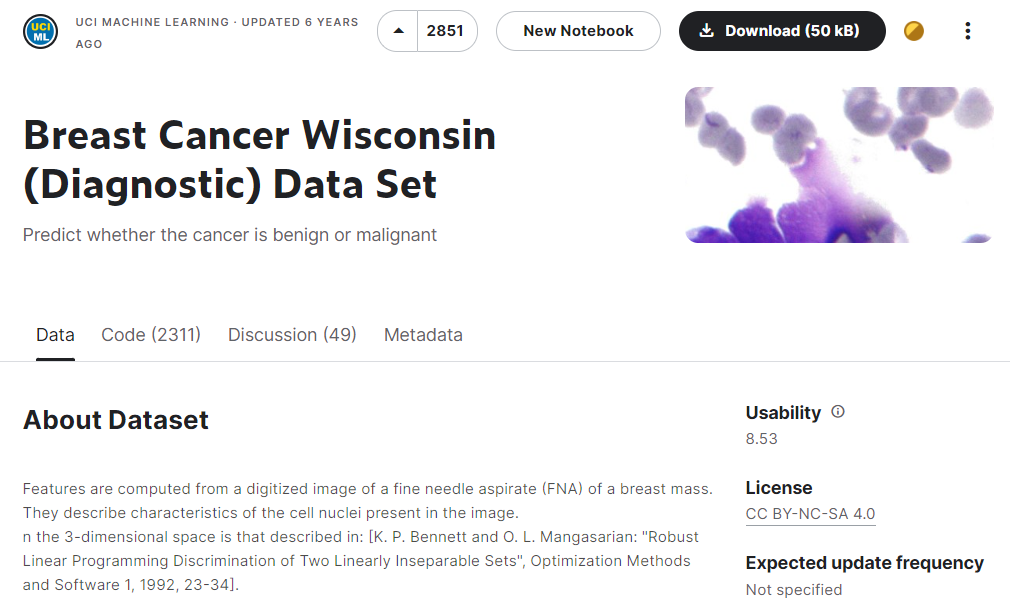 UCI
ML
UCI MACHINE LEARNING · UPDATED 6 YEARS
AGO
2851
New Notebook
Download (50 kB)
Breast Cancer Wisconsin
(Diagnostic) Data Set
Predict whether the cancer is benign or malignant
Data
Code (2311)
Discussion (49)
Metadata
About Dataset
Features are computed from a digitized image of a fine needle aspirate (FNA) of a breast mass.
They describe characteristics of the cell nuclei present in the image.
n the 3-dimensional space is that described in: [K. P. Bennett and O. L. Mangasarian: "Robust
Linear Programming Discrimination of Two Linearly Inseparable Sets", Optimization Methods
and Software 1, 1992, 23-34].
Usability
8.53
License
CC BY-NC-SA 4.0
Expected update frequency
Not specified